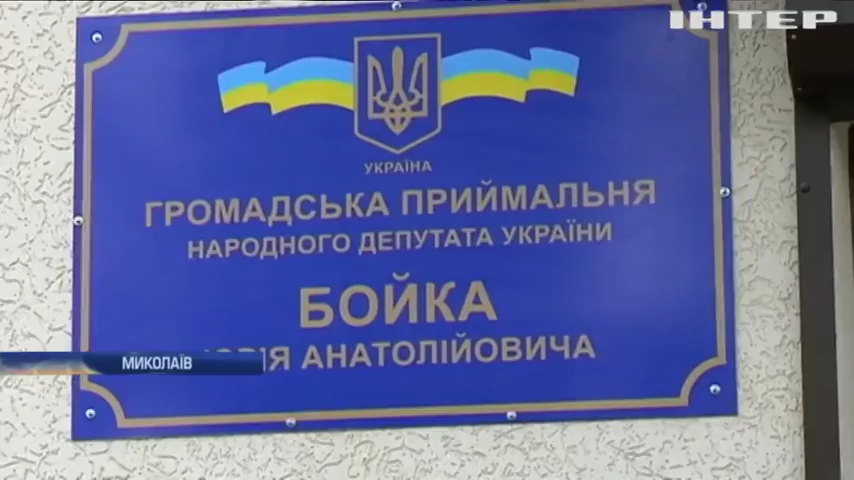 ІНТЕР
УКРАЇНА
ГРОМАДСЬКА ПРИЙМАЛЬНЯ
НАРОДНОГО ДЕПУТАТА УКРАЇНИ
БОЙКА
АНАТОЛІЙОВИЧА
МИКОЛАЇВ